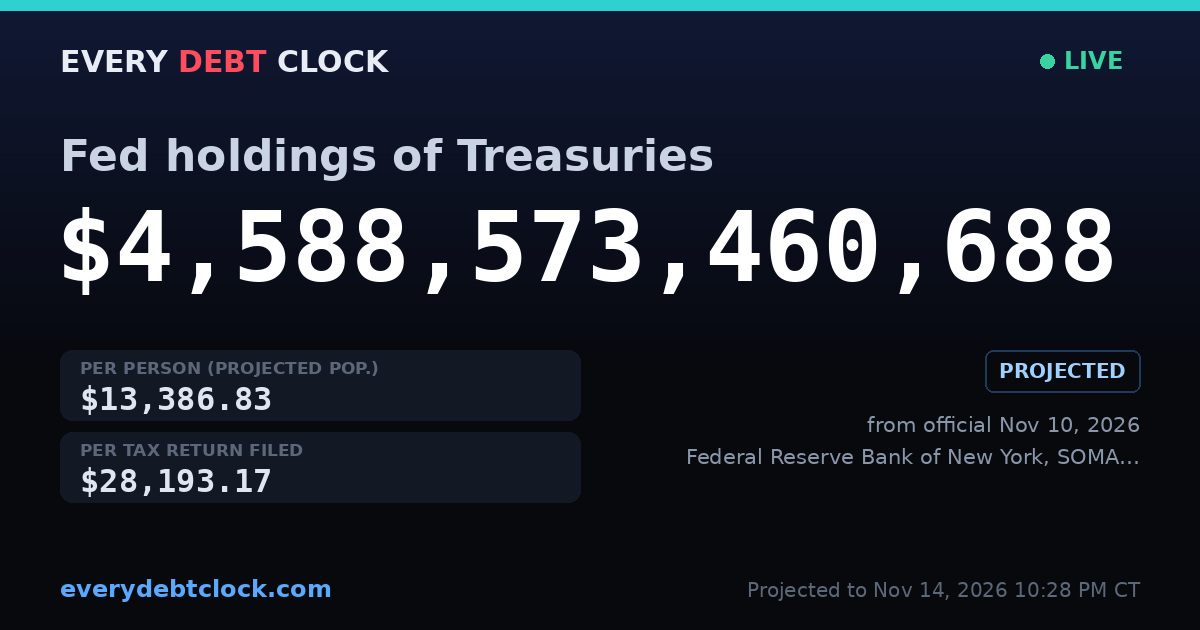 EVERY DEBT CLOCK
LIVE
Fed holdings of Treasuries
$4,588,573,460,688
PER PERSON (PROJECTED POP.)
$13,386.83
PER TAX RETURN FILED
$28,193.17
PROJECTED
from official Nov 10, 2026
Federal Reserve Bank of New York, SOMA…
everydebtclock.com
Projected to Nov 14, 2026 10:28 PM CT